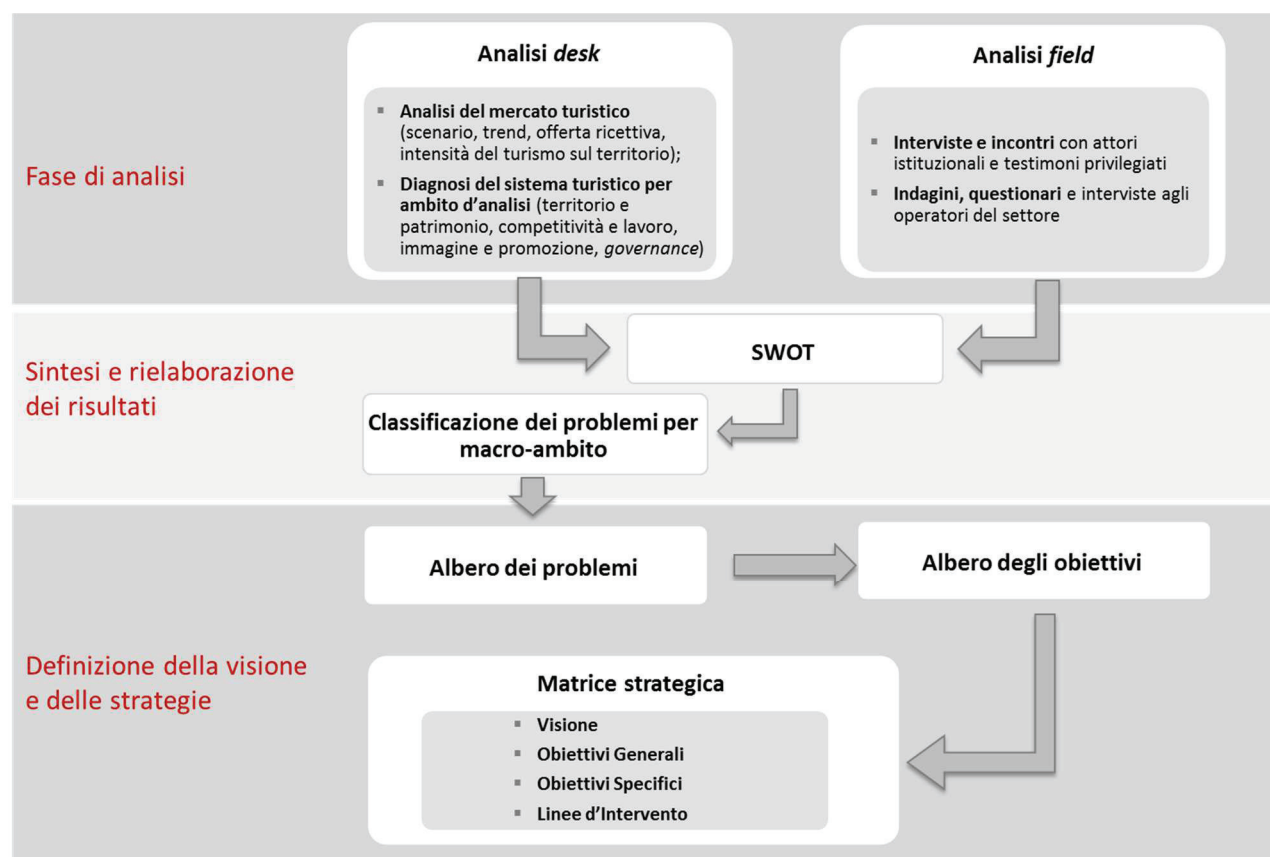 Fase di analisi
Analisi desk
▪ Analisi del mercato turistico
(scenario, trend, offerta ricettiva,
intensità del turismo sul territorio);
▪ Diagnosi del sistema turistico per
ambito d’analisi (territorio e
patrimonio, competitività e lavoro,
immagine e promozione, governance)
Analisi field
▪ Interviste e incontri con attori
istituzionali e testimoni privilegiati
▪ Indagini, questionari e interviste agli
operatori del settore
Sintesi e rielaborazione
dei risultati
SWOT
Classificazione dei problemi per
macro-ambito
Definizione della visione
e delle strategie
Albero dei problemi
Albero degli obiettivi
Matrice strategica
▪ Visione
▪ Obiettivi Generali
▪ Obiettivi Specifici
▪ Linee d’Intervento